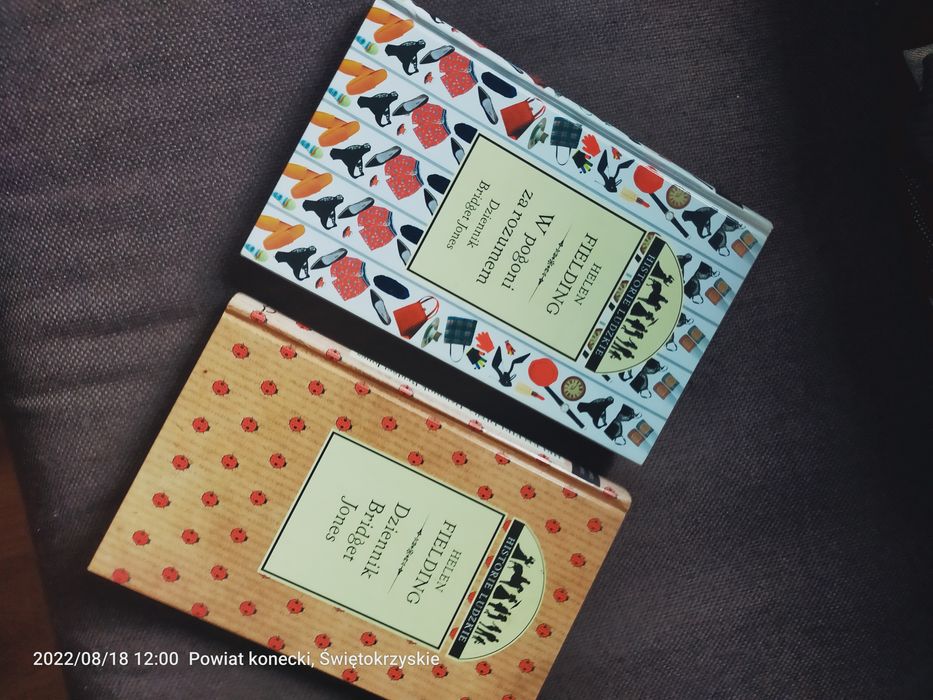 HISTORIE LUDZKIE
HELEN
FIELDING
W pogoni
za rozumem
Dziennik
Bridget Jones
HISTORIE LUDZKIE
HELEN
FIELDING
Dziennik
Bridget
Jones
2022/08/18 12:00 Powiat konecki, Świętokrzyskie